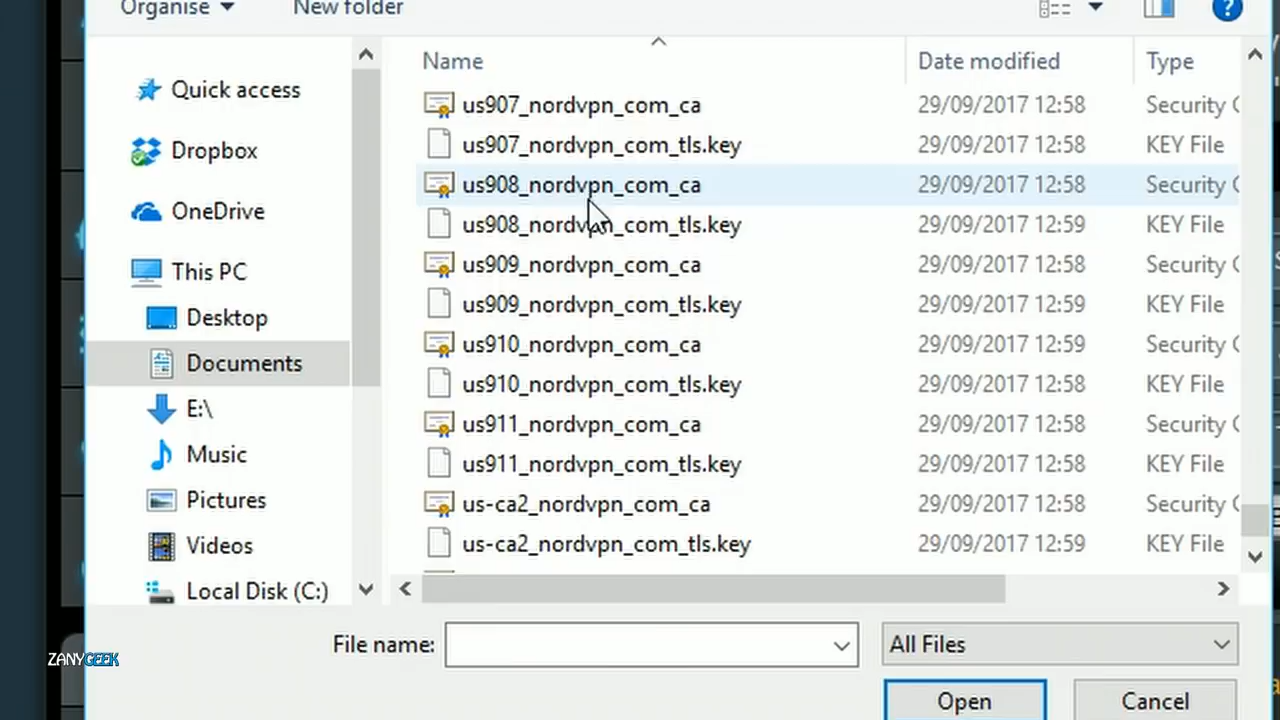 Organise New folder
Name Date modified Type
Quick access
Dropbox
OneDrive
This PC
Desktop
Documents
E:\
Music
Pictures
Videos
Local Disk (C:)
us907_nordvpn_com_ca 29/09/2017 12:58 Security C
us907_nordvpn_com_tls.key 29/09/2017 12:58 KEY File
us908_nordvpn_com_ca 29/09/2017 12:58 Security C
us908_nordvpn_com_tls.key 29/09/2017 12:59 KEY File
us909_nordvpn_com_ca 29/09/2017 12:58 Security C
us909_nordvpn_com_tls.key 29/09/2017 12:59 KEY File
us910_nordvpn_com_ca 29/09/2017 12:59 Security C
us910_nordvpn_com_tls.key 29/09/2017 12:59 KEY File
us911_nordvpn_com_ca 29/09/2017 12:58 Security C
us911_nordvpn_com_tls.key 29/09/2017 12:58 KEY File
us-ca2_nordvpn_com_ca 29/09/2017 12:58 Security C
us-ca2_nordvpn_com_tls.key 29/09/2017 12:59 KEY File
File name: All Files
Open Cancel
ZANYGEEK